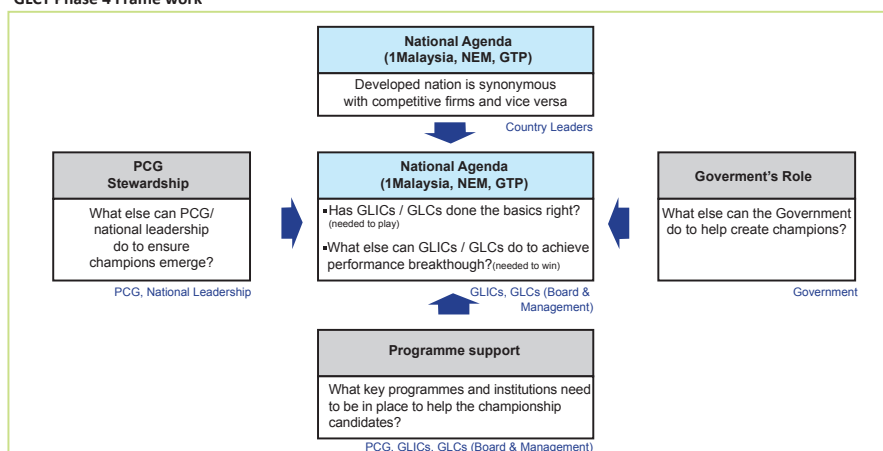 GLCT Phase 4 Frame work
National Agenda
(1Malaysia, NEM, GTP)
Developed nation is synonymous
with competitive firms and vice versa
Country Leaders
PCG
Stewardship
What else can PCG/
national leadership
do to ensure
champions emerge?
PCG, National Leadership
National Agenda
(1Malaysia, NEM, GTP)
▪Has GLICs / GLCs done the basics right?
(needed to play)
▪What else can GLICs / GLCs do to achieve
performance breakthough?(needed to win)
GLICs, GLCs (Board &
Management)
Goverment's Role
What else can the Government
do to help create champions?
Government
Programme support
What key programmes and institutions need
to be in place to help the championship
candidates?
PCG, GLICs, GLCs (Board & Management)